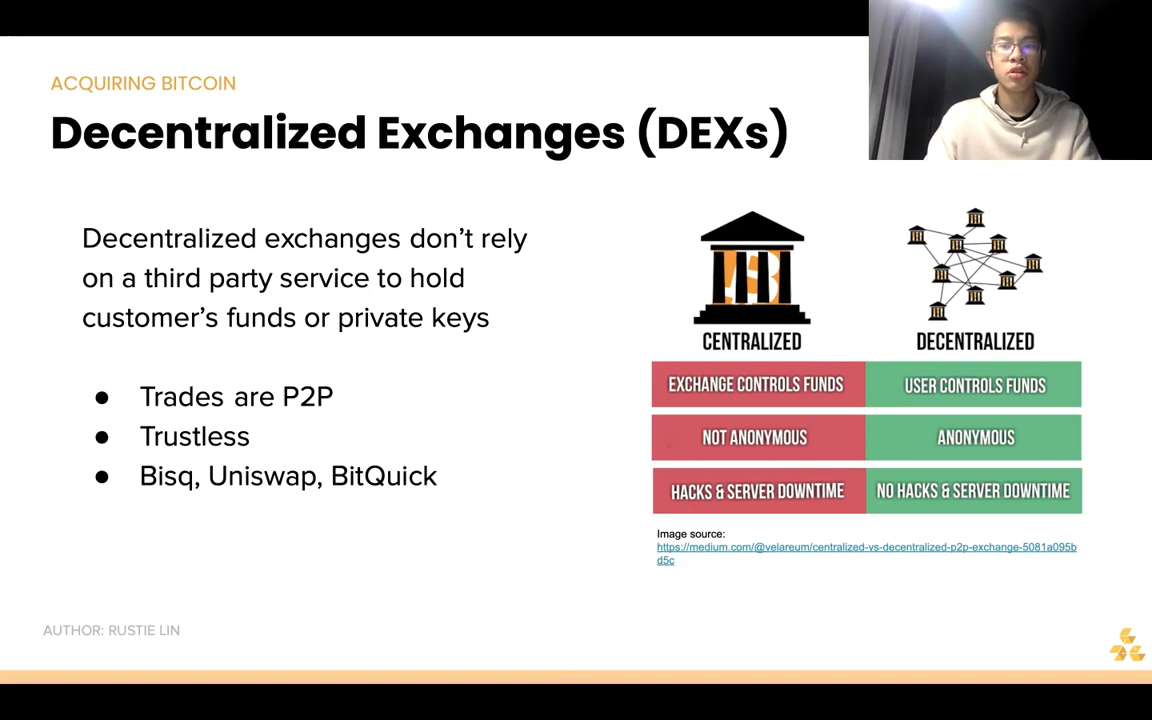 ACQUIRING BITCOIN
Decentralized Exchanges (DEXs)
Decentralized exchanges don’t rely
on a third party service to hold
customer’s funds or private keys
● Trades are P2P
● Trustless
● Bisq, Uniswap, BitQuick
CENTRALIZED
DECENTRALIZED
EXCHANGE CONTROLS FUNDS
USER CONTROLS FUNDS
NOT ANONYMOUS
ANONYMOUS
HACKS & SERVER DOWNTIME
NO HACKS & SERVER DOWNTIME
Image source:
https://medium.com/@velareum/centralized-vs-decentralized-p2p-exchange-5081a095b
d5c
AUTHOR: RUSTIE LIN